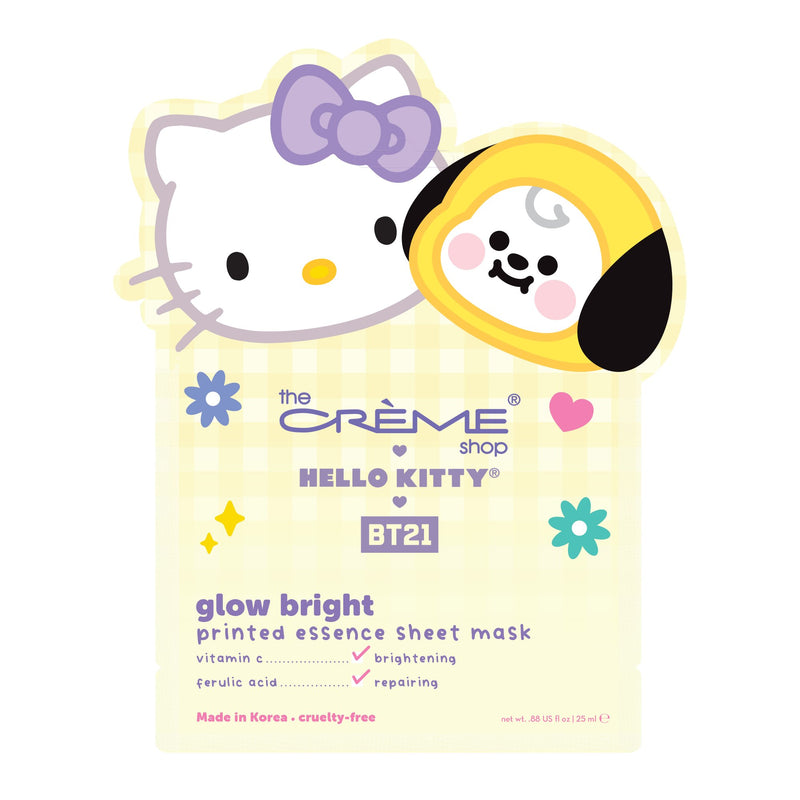 the
CRÈME®
shop
HELLO KITTY®
BT21
glow bright
printed essence sheet mask
vitamin c.....................✓ brightening
ferulic acid.................✓ repairing
Made in Korea • cruelty-free
net wt. .88 US fl oz | 25 ml ℮